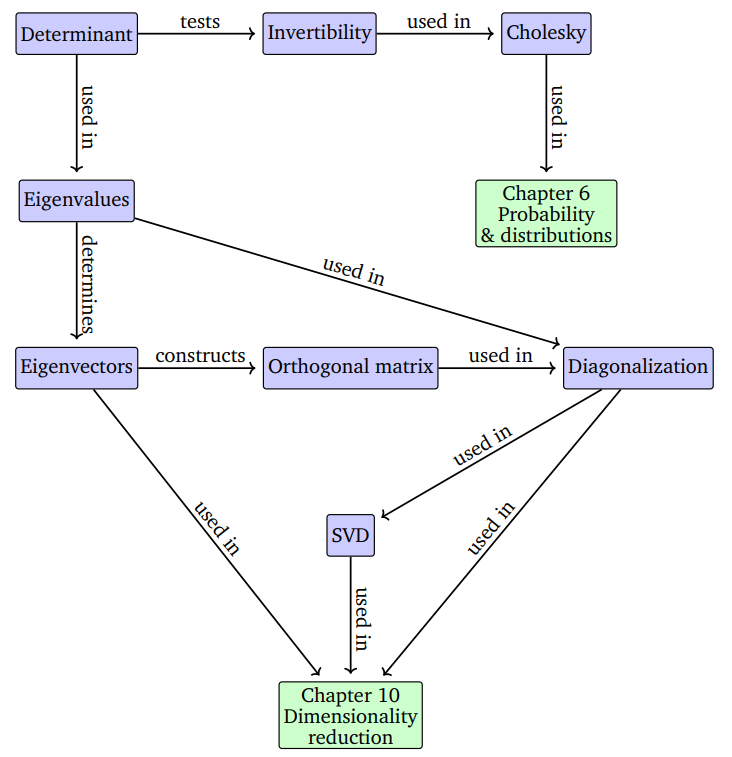 Determinant
tests
Invertibility
used in
Cholesky
used in
used in
Eigenvalues
Chapter 6
Probability
& distributions
determines
used in
Eigenvectors
constructs
Orthogonal matrix
used in
Diagonalization
used in
used in
used in
SVD
used in
Chapter 10
Dimensionality
reduction